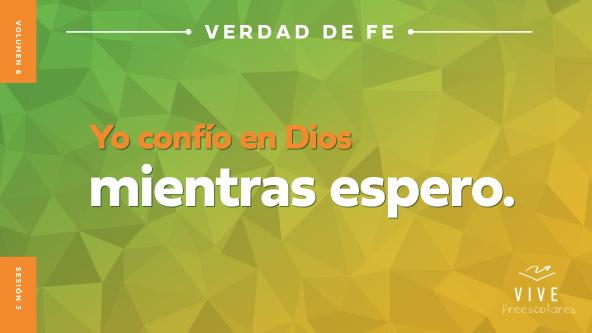 VERDAD DE FE
VOLUMEN 6
Yo confío en Dios
mientras espero.
SESIÓN 3
VIVE
Preescolares